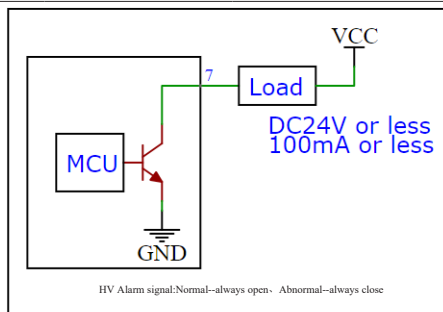 VCC
7
Load
DC24V or less
100mA or less
MCU
GND
HV Alarm signal:Normal--always open、Abnormal--always close